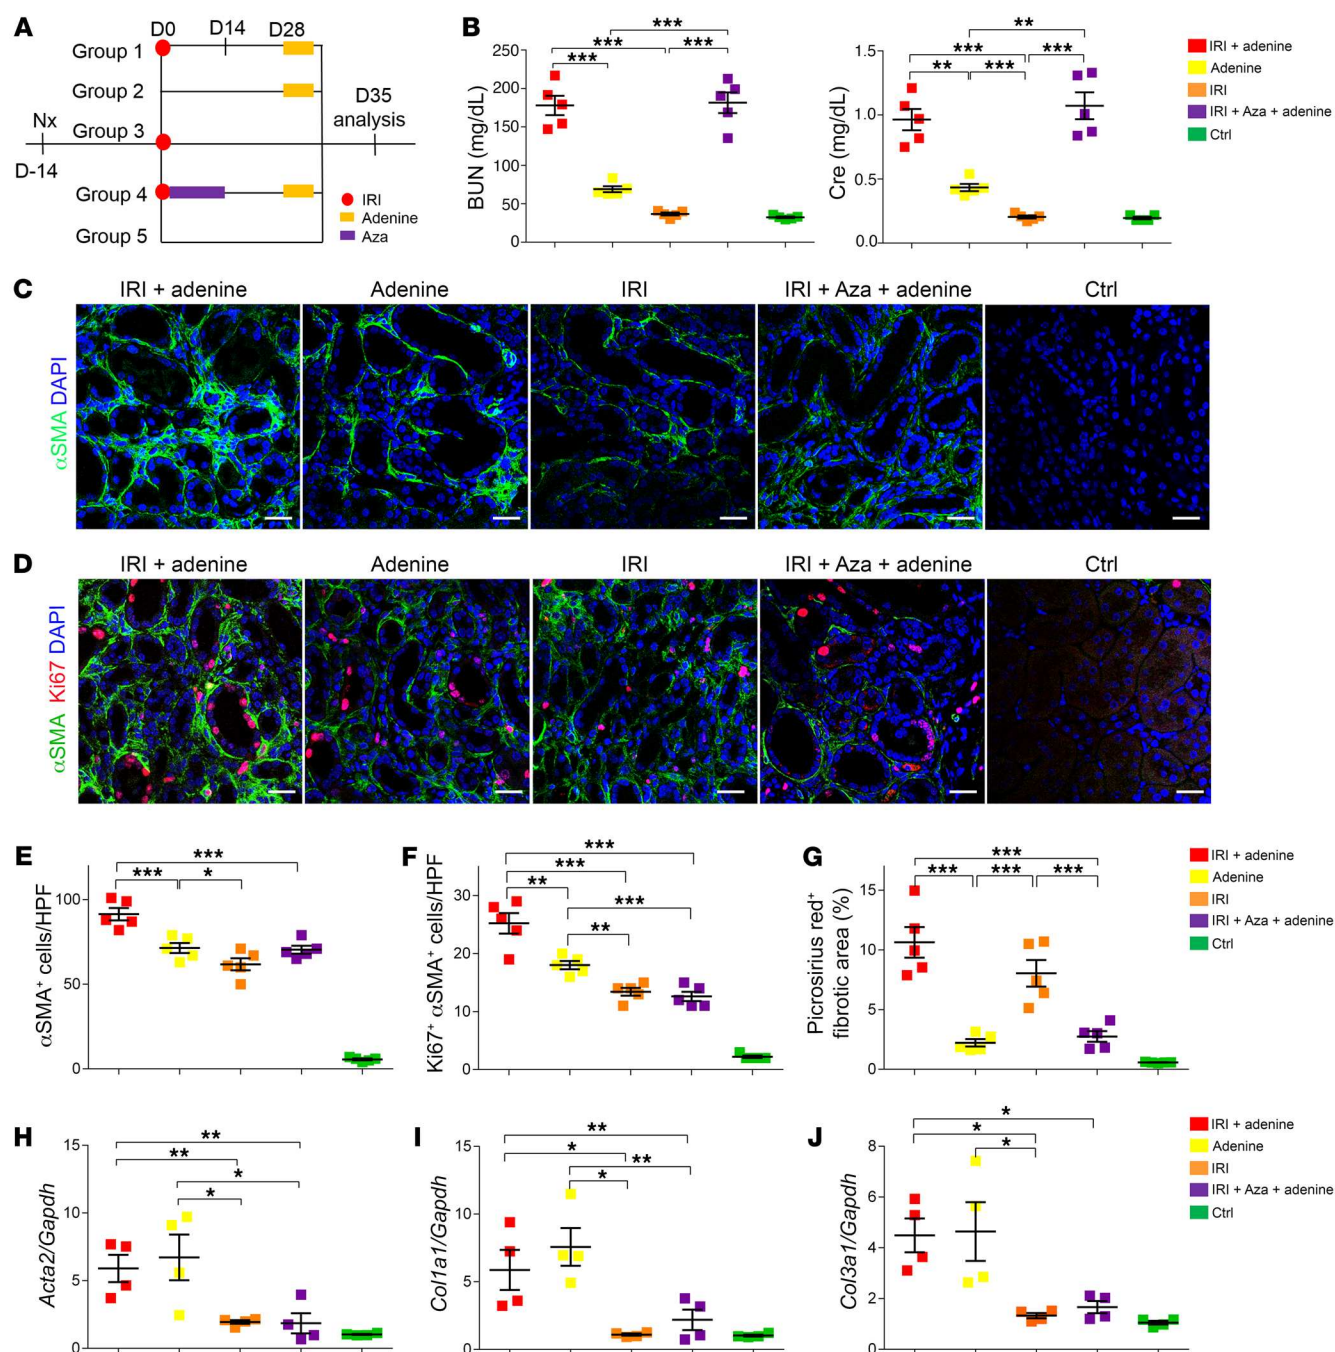 A
D0
D14
D28
Group 1
Group 2
Group 3
Group 4
Group 5
Nx
D-14
D35
analysis
IRI
Adenine
Aza
B
BUN (mg/dL)
250
200
150
100
50
0
***
***
***
***
Cre (mg/dL)
1.5
1.0
0.5
0.0
**
***
***
**
***
IRI + adenine
Adenine
IRI
IRI + Aza + adenine
Ctrl
C
IRI + adenine
Adenine
IRI
IRI + Aza + adenine
Ctrl
αSMA DAPI
D
IRI + adenine
Adenine
IRI
IRI + Aza + adenine
Ctrl
αSMA Ki67 DAPI
E
αSMA⁺ cells/HPF
100
50
0
***
***
*
F
Ki67⁺ αSMA⁺ cells/HPF
30
20
10
0
***
***
**
***
**
G
Picrosirius red⁺
fibrotic area (%)
15
10
5
0
***
***
***
***
IRI + adenine
Adenine
IRI
IRI + Aza + adenine
Ctrl
H
Acta2/Gapdh
15
10
5
0
**
**
*
*
I
Col1a1/Gapdh
15
10
5
0
**
*
**
*
J
Col3a1/Gapdh
8
6
4
2
0
*
*
*
IRI + adenine
Adenine
IRI
IRI + Aza + adenine
Ctrl